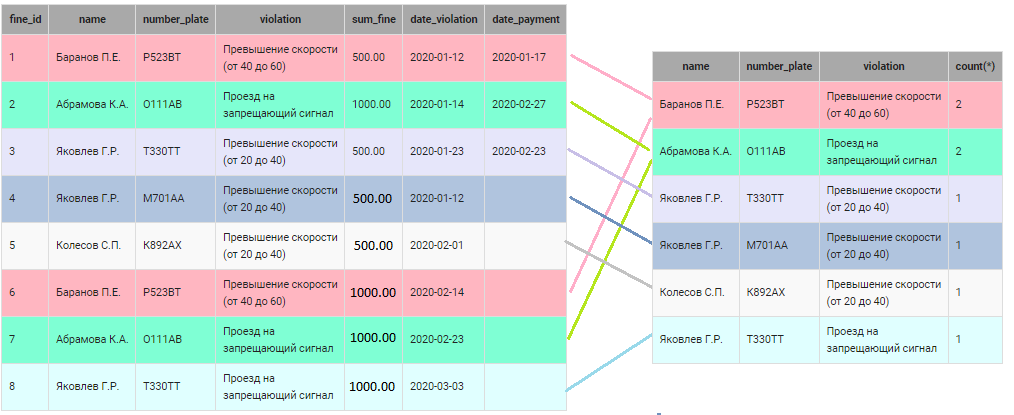 fine_id name number_plate violation sum_fine date_violation date_payment
1 Баранов П.Е. Р523ВТ Превышение скорости 500.00 2020-01-12 2020-01-17
(от 40 до 60)
2 Абрамова К.А. О111АВ Проезд на 1000.00 2020-01-14 2020-02-27
запрещающий сигнал
3 Яковлев Г.Р. Т330ТТ Превышение скорости 500.00 2020-01-23 2020-02-23
(от 20 до 40)
4 Яковлев Г.Р. М701АА Превышение скорости 500.00 2020-01-12
(от 20 до 40)
5 Колесов С.П. К892АХ Превышение скорости 500.00 2020-02-01
(от 20 до 40)
6 Баранов П.Е. Р523ВТ Превышение скорости 1000.00 2020-02-14
(от 40 до 60)
7 Абрамова К.А. О111АВ Проезд на 1000.00 2020-02-23
запрещающий сигнал
8 Яковлев Г.Р. Т330ТТ Проезд на 1000.00 2020-03-03
запрещающий сигнал
name number_plate violation count(*)
Баранов П.Е. Р523ВТ Превышение скорости 2
(от 40 до 60)
Абрамова К.А. О111АВ Проезд на 2
запрещающий сигнал
Яковлев Г.Р. Т330ТТ Превышение скорости 1
(от 20 до 40)
Яковлев Г.Р. М701АА Превышение скорости 1
(от 20 до 40)
Колесов С.П. К892АХ Превышение скорости 1
(от 20 до 40)
Яковлев Г.Р. Т330ТТ Проезд на 1
запрещающий сигнал